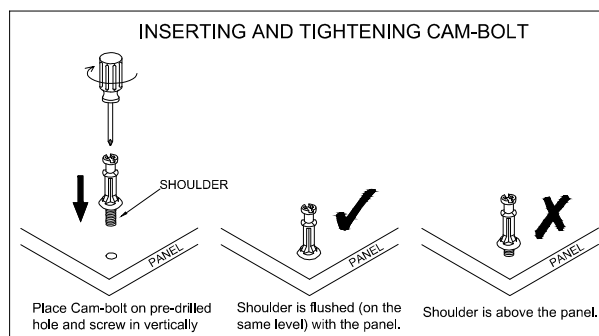 INSERTING AND TIGHTENING CAM-BOLT
SHOULDER
PANEL
Place Cam-bolt on pre-drilled
hole and screw in vertically
PANEL
Shoulder is flushed (on the
same level) with the panel.
PANEL
Shoulder is above the panel.